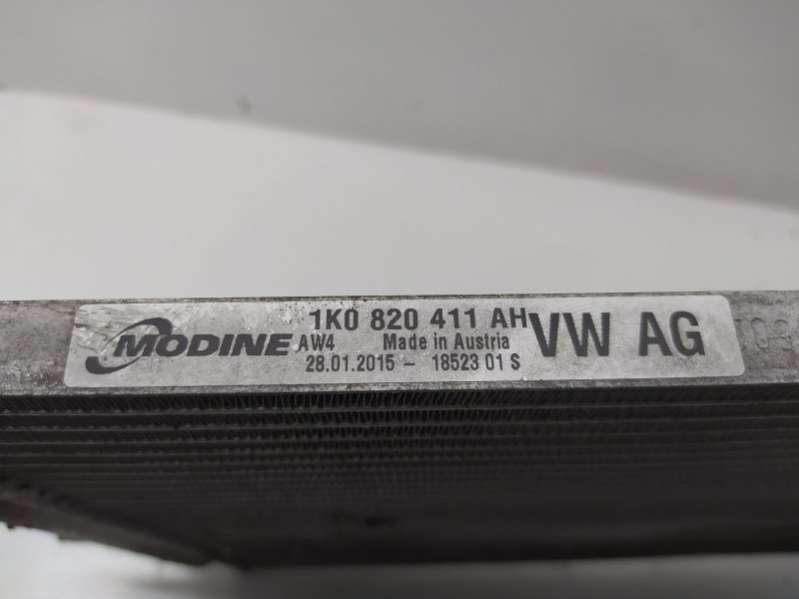 MODINE
1K0 820 411 AH
AW4 Made in Austria
28.01.2015 – 18523 01 S
VW AG